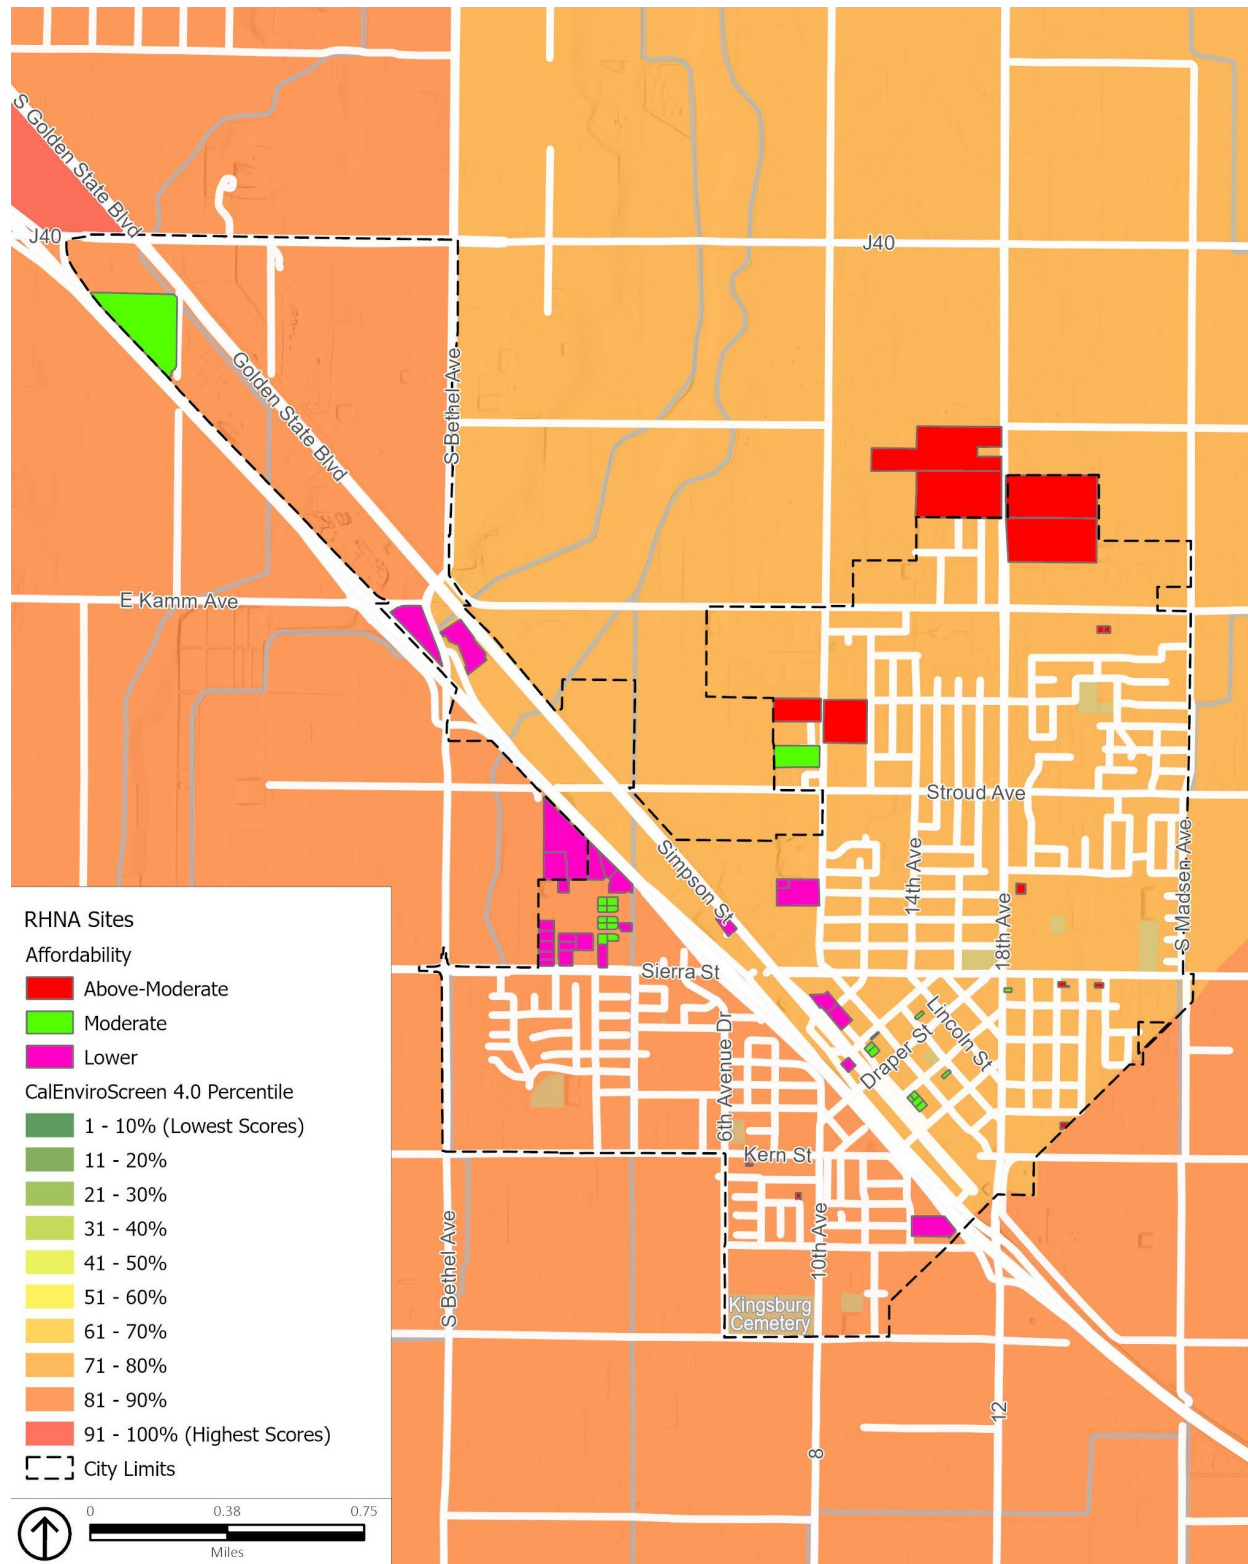 S Golden State Blvd
J40
J40
Golden State Blvd
S Bethel Ave
E Kamm Ave
Stroud Ave
Simpson St
14th Ave
18th Ave
S Madsen Ave
Sierra St
Lincoln St
Draper St
6th Avenue Dr
Kern St
10th Ave
S Bethel Ave
Kingsburg
Cemetery
12
8
RHNA Sites
Affordability
Above-Moderate
Moderate
Lower
CalEnviroScreen 4.0 Percentile
1 - 10% (Lowest Scores)
11 - 20%
21 - 30%
31 - 40%
41 - 50%
51 - 60%
61 - 70%
71 - 80%
81 - 90%
91 - 100% (Highest Scores)
City Limits
0 0.38 0.75
Miles